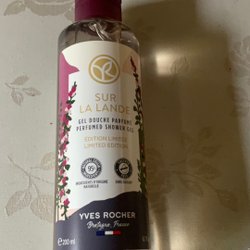 SUR
LA LANDE
GEL DOUCHE PARFUMÉ
PERFUMED SHOWER GEL
EDITION LIMITÉE
LIMITED EDITION
YVES ROCHER
Bretagne, France
200 ml